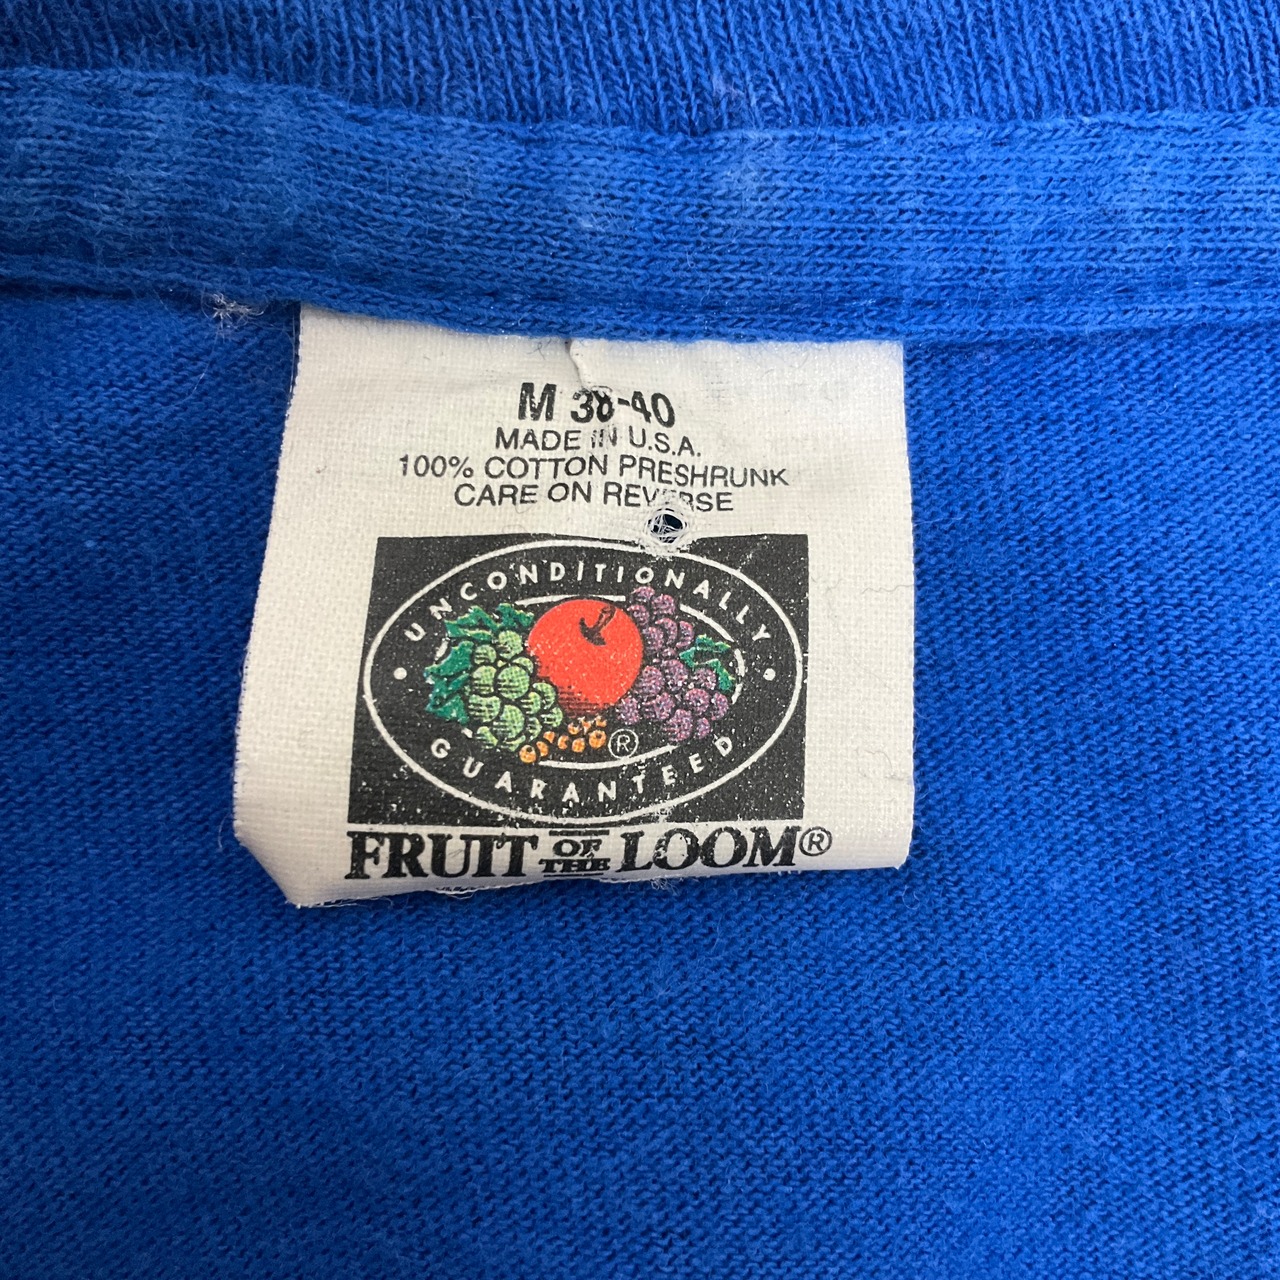 M 38-40
MADE IN U.S.A.
100% COTTON PRESHRUNK
CARE ON REVERSE
UNCONDITIONALLY
GUARANTEED
®
FRUIT OF THE LOOM®